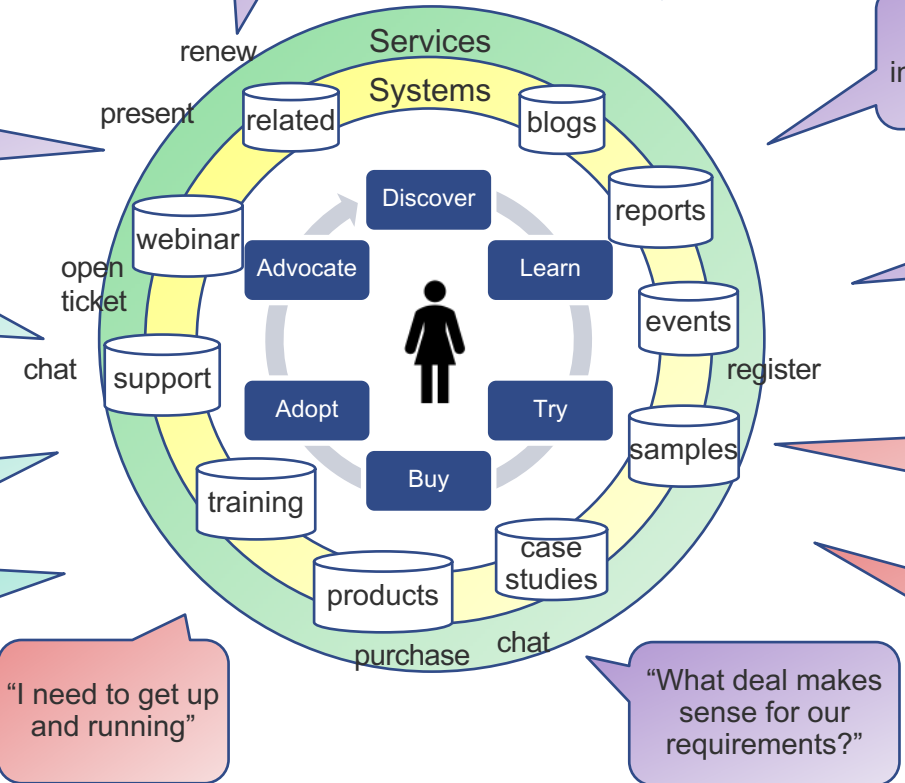 renew
Services
Systems
present
related
blogs
Discover
reports
webinar
Advocate
Learn
open
ticket
events
chat
support
register
Adopt
Try
samples
Buy
training
case
studies
products
purchase
chat
“I need to get up
and running”
“What deal makes
sense for our
requirements?”